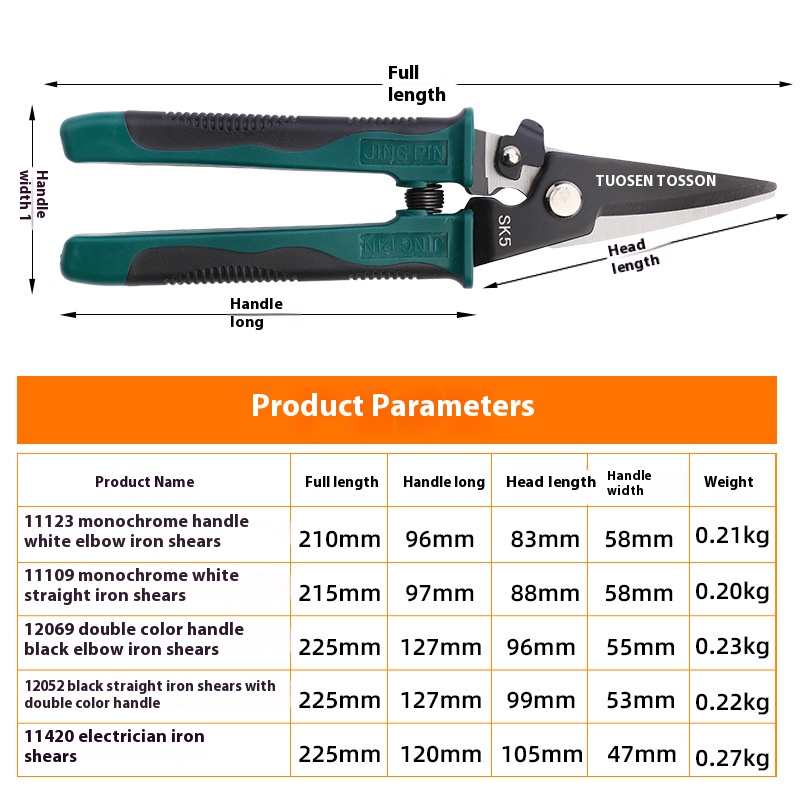 Full
length
JING PIN
TUOSEN TOSSON
Handle
width 1
SK5
JING PIN
Head
length
Handle
long
Product Parameters
Product Name Full length Handle long Head length Handle width Weight
11123 monochrome handle
white elbow iron shears 210mm 96mm 83mm 58mm 0.21kg
11109 monochrome white
straight iron shears 215mm 97mm 88mm 58mm 0.20kg
12069 double color handle
black elbow iron shears 225mm 127mm 96mm 55mm 0.23kg
12052 black straight iron shears with
double color handle 225mm 127mm 99mm 53mm 0.22kg
11420 electrician iron
shears 225mm 120mm 105mm 47mm 0.27kg